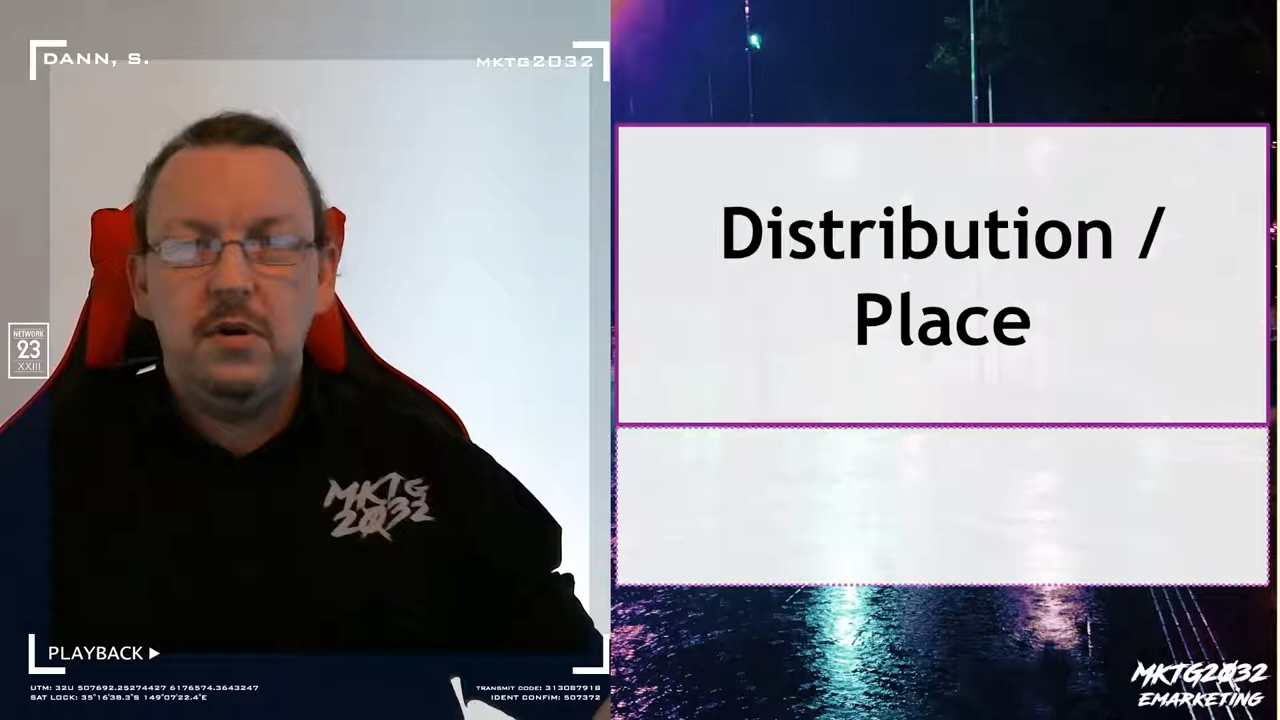 DANN, S.
MKTG2032
NETWORK
23
XXIII
MKTG
2032
PLAYBACK
UTM: 32U 507692.25274427 6176574.3643247
SAT LOCK: 35°16'38.3"S 149°07'22.4"E
TRANSMIT CODE: 313087918
IDENT CONFIM: 507372
Distribution /
Place
MKTG2032
EMARKETING